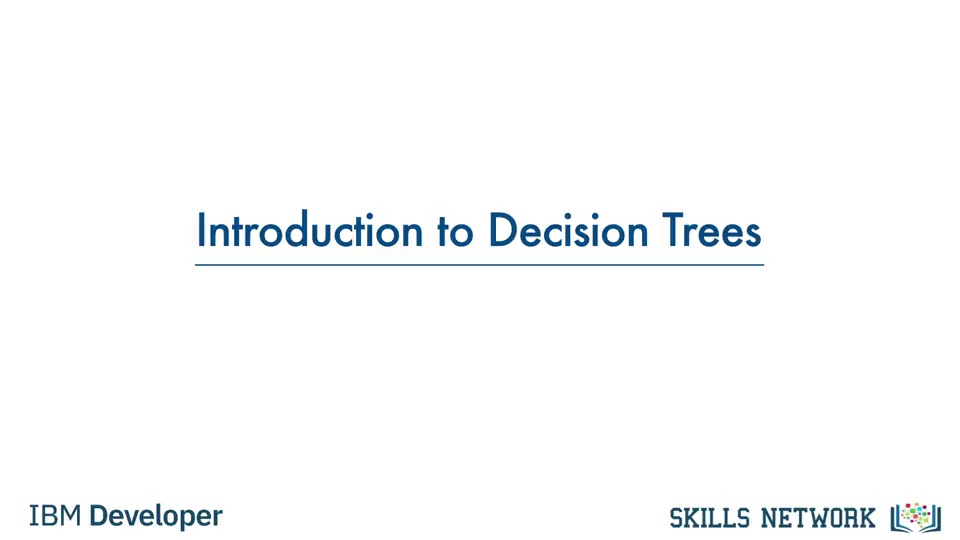 Introduction to Decision Trees
IBM Developer
SKILLS NETWORK